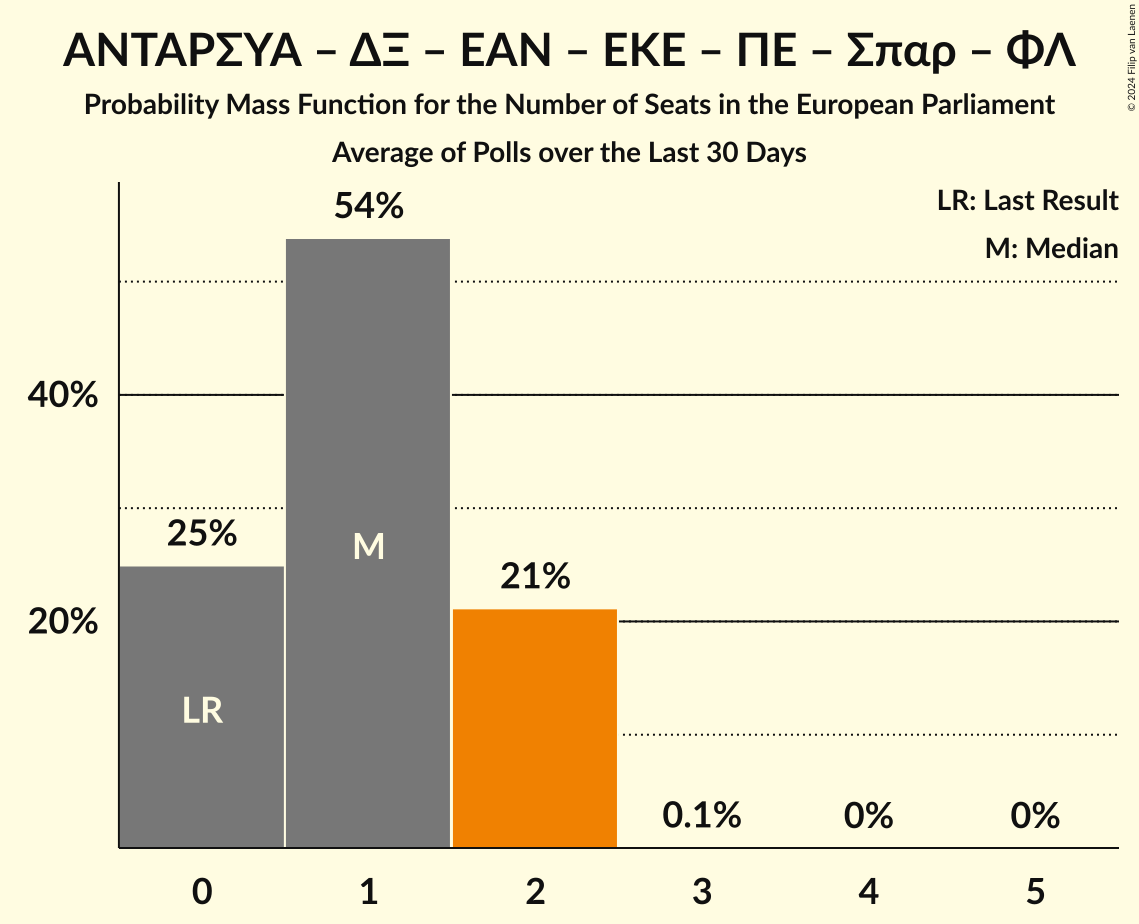 ΑΝΤΑΡΣΥΑ – ΔΞ – ΕΑΝ – ΕΚΕ – ΠΕ – Σπαρ – ΦΛ
Probability Mass Function for the Number of Seats in the European Parliament
Average of Polls over the Last 30 Days
© 2024 Filip van Laenen
LR: Last Result
M: Median
54%
40%
25%
M
21%
20%
LR
0.1%
0%
0%
0
1
2
3
4
5